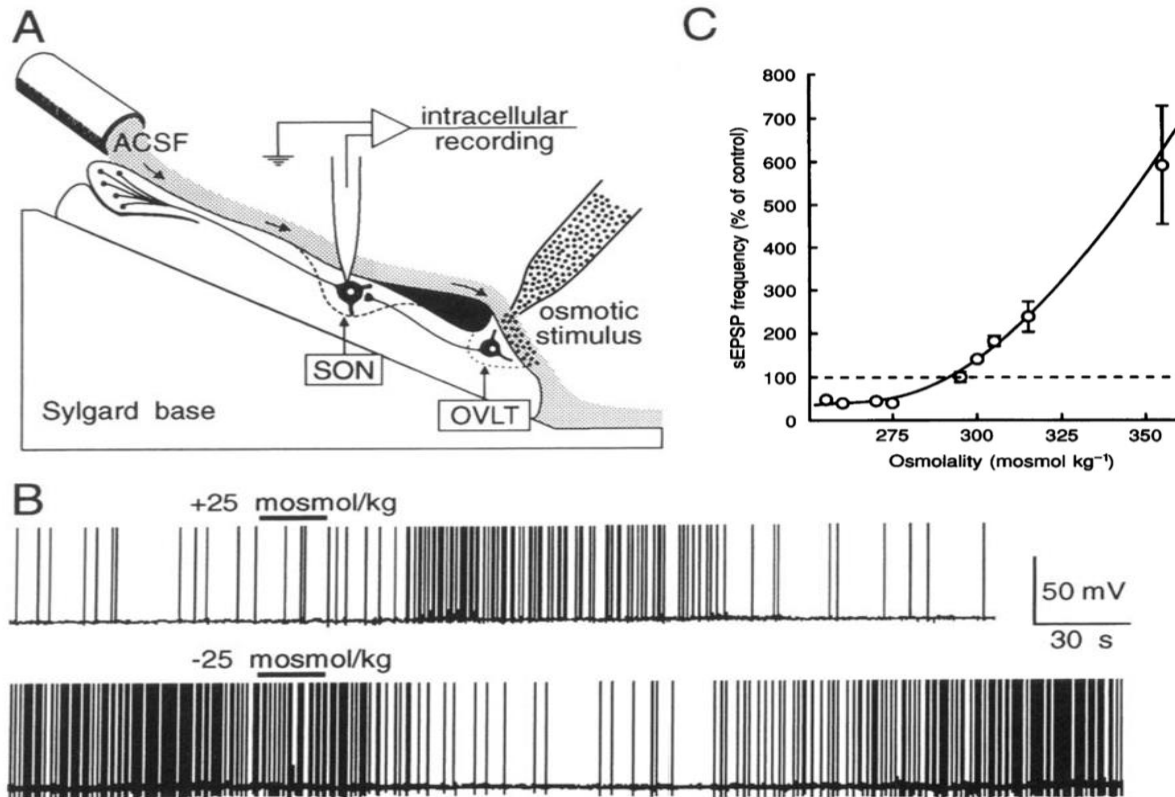 A
ACSF
intracellular
recording
osmotic
stimulus
SON
OVLT
Sylgard base
C
sEPSP frequency (% of control)
800
700
600
500
400
300
200
100
0
275
300
325
350
Osmolality (mosmol kg⁻¹)
B
+25 mosmol/kg
50 mV
30 s
-25 mosmol/kg